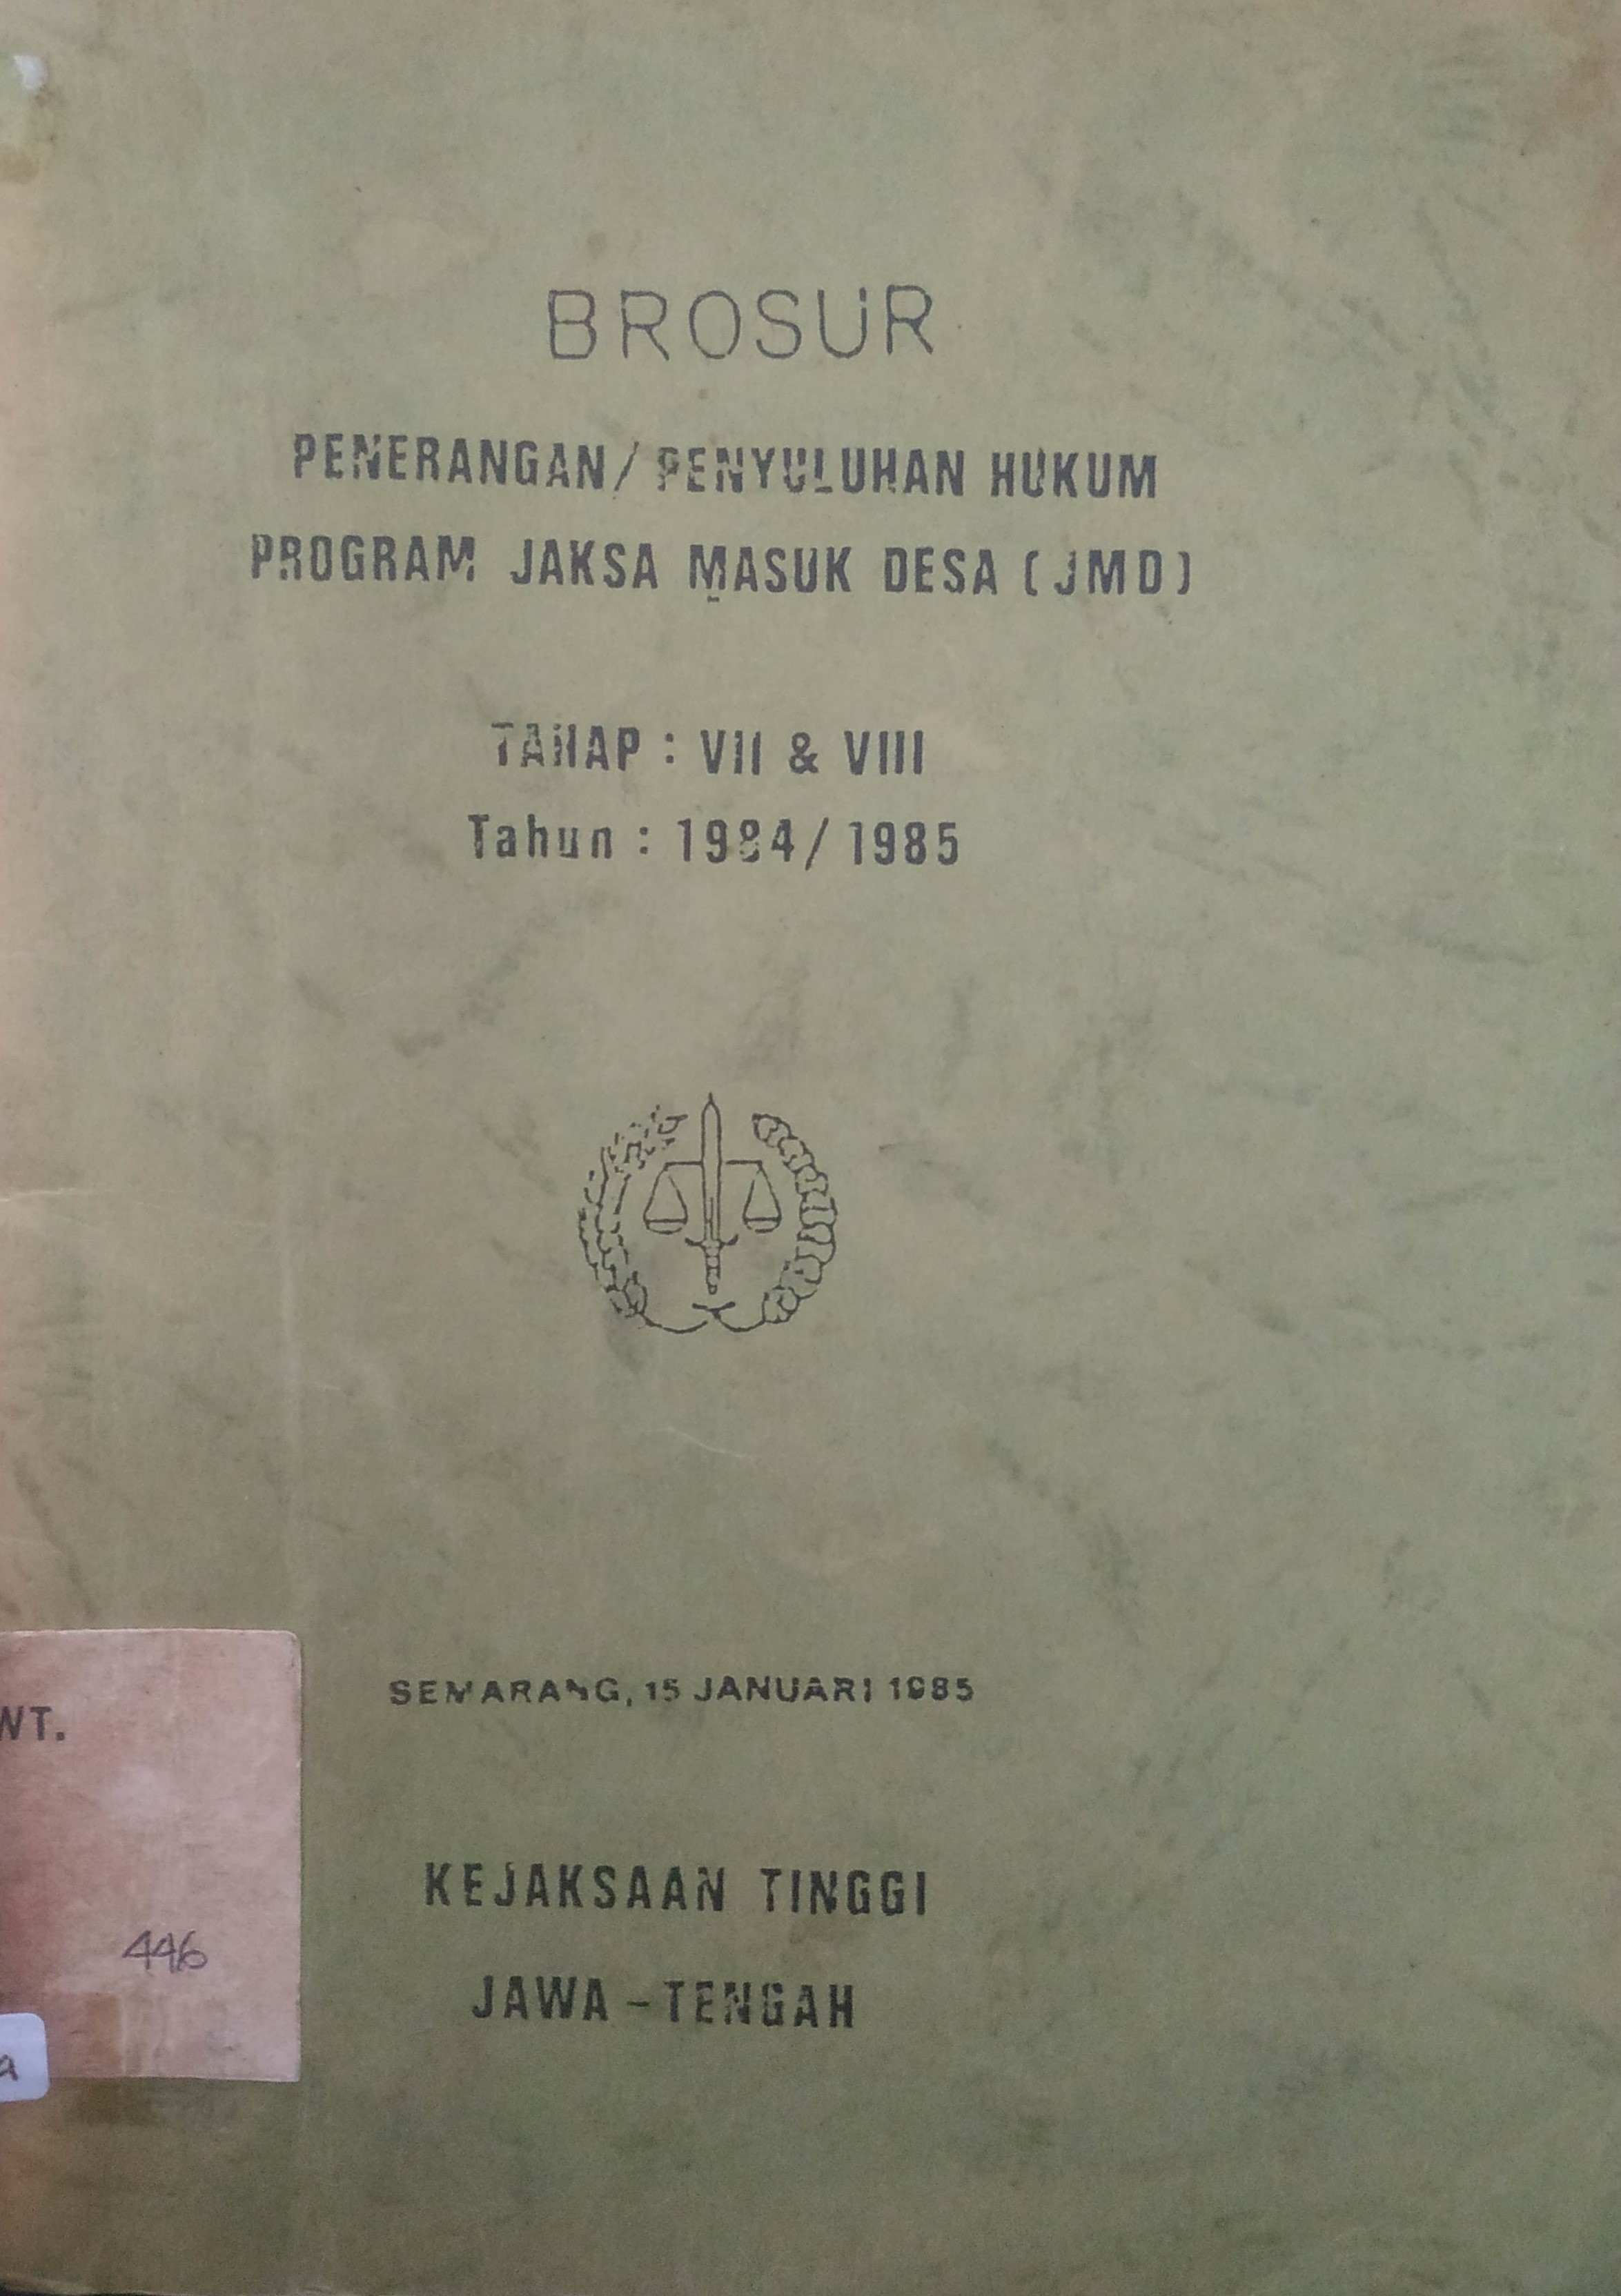 BROSUR
PENERANGAN/ PENYULUHAN HUKUM
PROGRAM JAKSA MASUK DESA (JMD)
TAHAP : VII & VIII
Tahun : 1984/ 1985
SEMARANG, 15 JANUARI 1985
WT.
KEJAKSAAN TINGGI
446
JAWA - TENGAH
a